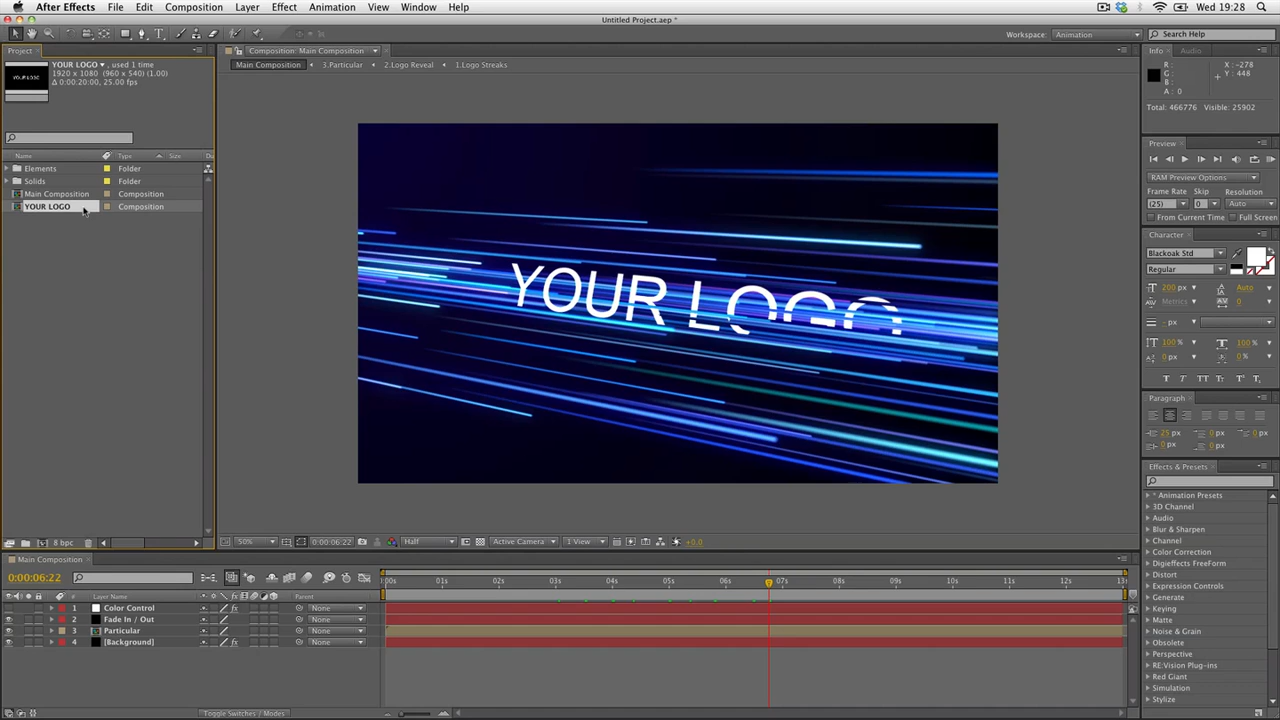 After Effects File Edit Composition Layer Effect Animation View Window Help Wed 19:28
Untitled Project.aep *
Workspace: Animation Search Help
Project
YOUR LOGO ▾, used 1 time
1920 x 1080 (960 x 540) (1.00)
Δ 0:00:20:00, 25.00 fps
Name Type Size Du
Elements Folder
Solids Folder
Main Composition Composition
YOUR LOGO Composition
8 bpc
Composition: Main Composition
Main Composition 3.Particular 2.Logo Reveal 1.Logo Streaks
YOUR LOGO
50% 0:00:06:22 Half Active Camera 1 View +0.0
Info Audio
R : X : -278
G : Y : 448
B :
A : 0
Total: 466776 Visible: 25902
Preview
RAM Preview Options
Frame Rate Skip Resolution
(25) 0 Auto
From Current Time Full Screen
Character
Blackoak Std
Regular
200 px Auto
Metrics 0
- px
100 % 100 %
0 px 0 %
T T TT Tr T¹ T₁
Paragraph
25 px 0 px 0 px
0 px 0 px
Effects & Presets
* Animation Presets
3D Channel
Audio
Blur & Sharpen
Channel
Color Correction
Digieffects FreeForm
Distort
Expression Controls
Generate
Keying
Matte
Noise & Grain
Obsolete
Perspective
RE:Vision Plug-ins
Red Giant
Simulation
Stylize
Main Composition
0:00:06:22 :00s 01s 02s 03s 04s 05s 06s 07s 08s 09s 10s 11s 12s 13s
# Layer Name Parent
1 Color Control None
2 Fade In / Out None
3 Particular None
4 [Background] None
Toggle Switches / Modes